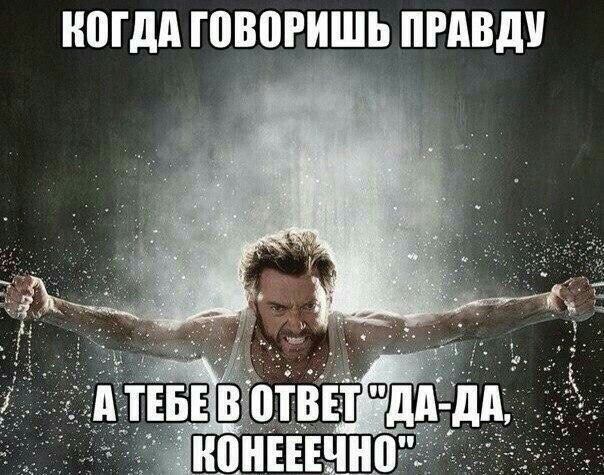 КОГДА ГОВОРИШЬ ПРАВДУ
А ТЕБЕ В ОТВЕТ "ДА-ДА,
КОНЕЕЕЧНО"